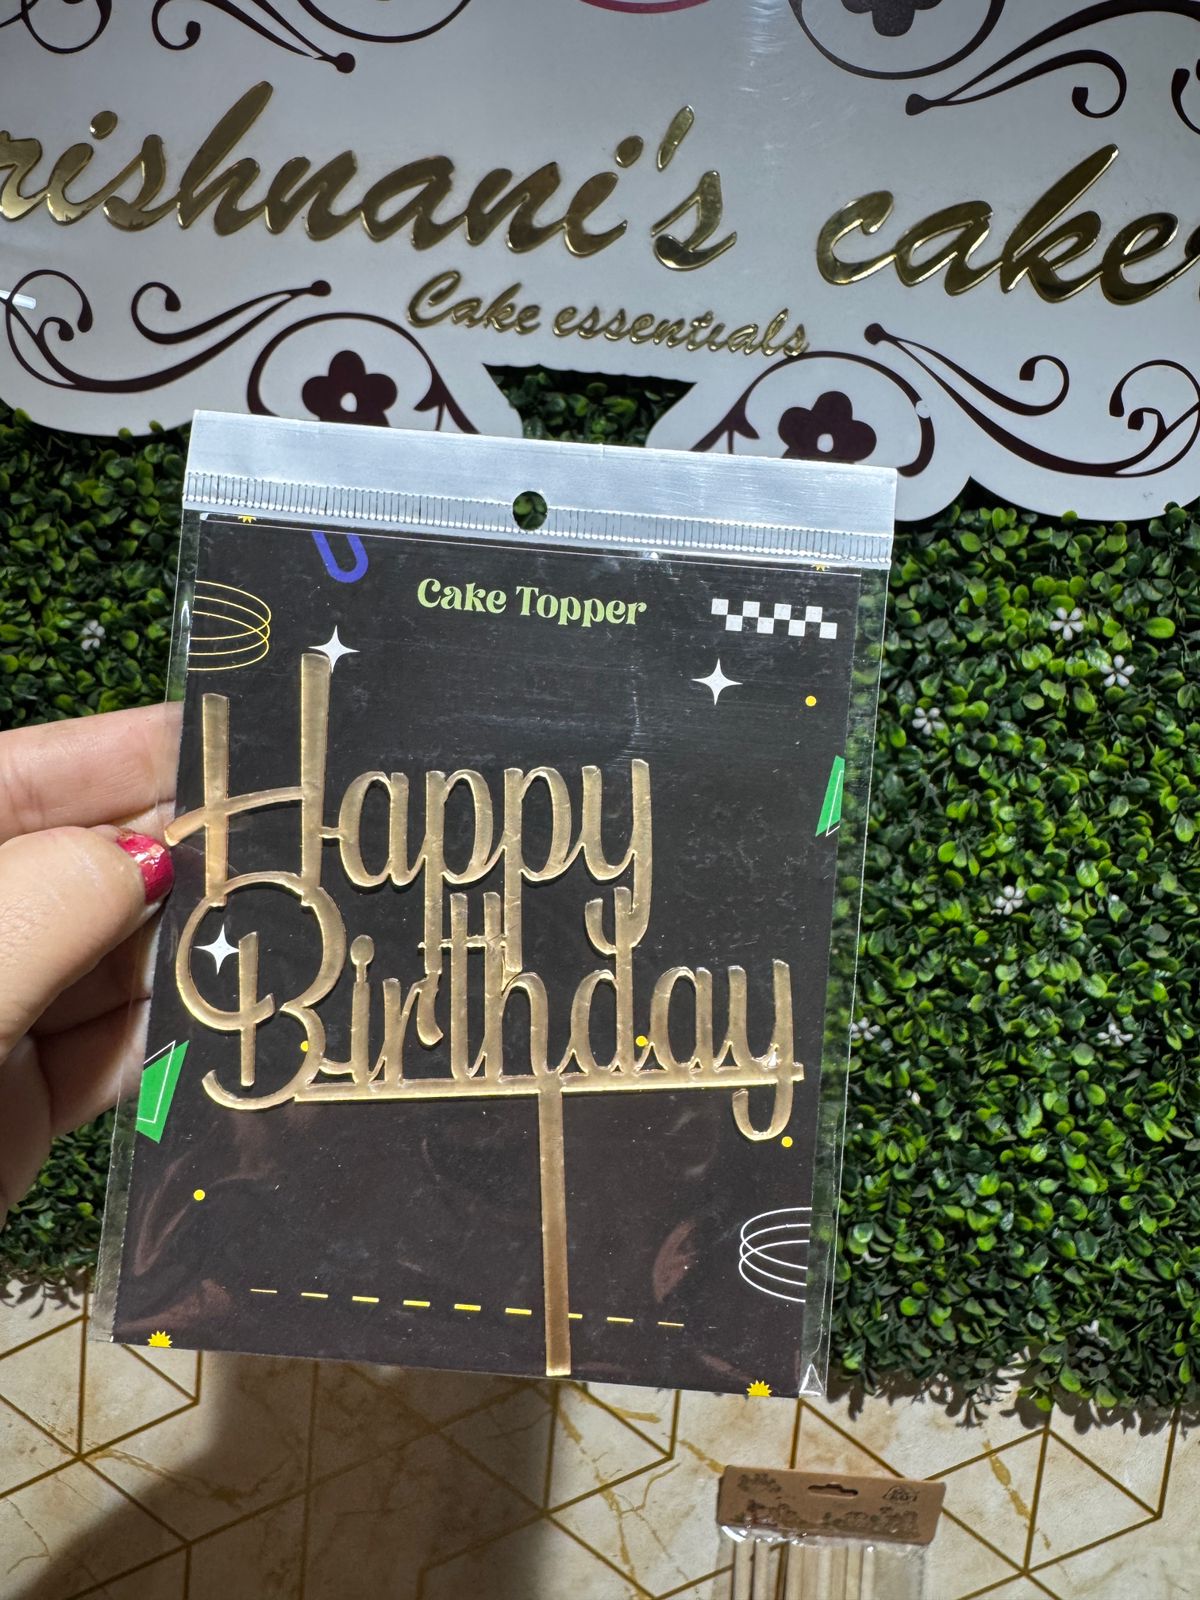 rishnani's cake
Cake essentials
Cake Topper
Happy
Birthday